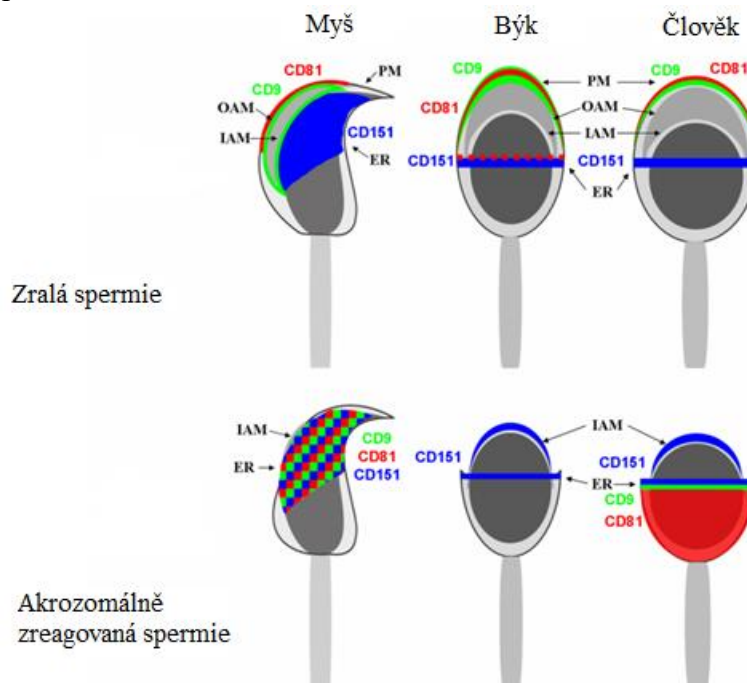 Myš
Býk
Člověk
CD81
CD9
PM
OAM
IAM
CD151
ER
CD9
CD81
CD151
PM
OAM
IAM
ER
CD9
CD81
CD151
Zralá spermie
IAM
ER
CD9
CD81
CD151
CD151
IAM
ER
CD151
CD9
CD81
Akrozomálně
zreagovaná spermie